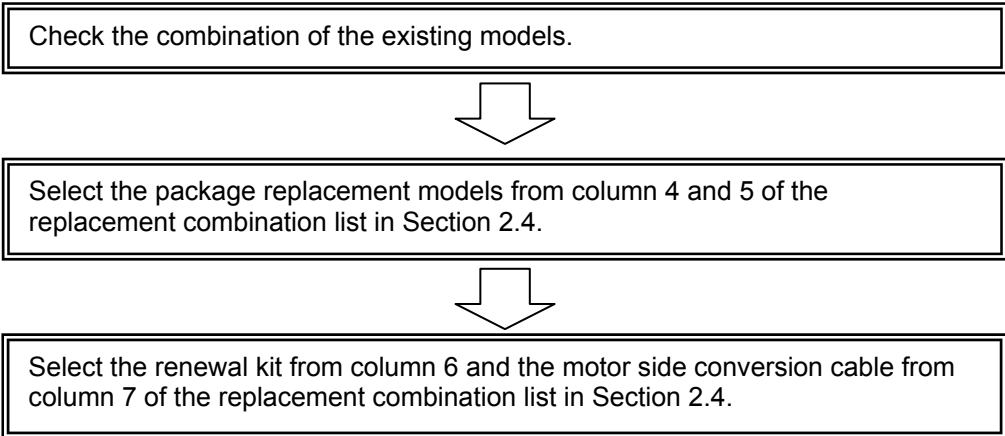 Check the combination of the existing models.
Select the package replacement models from column 4 and 5 of the
replacement combination list in Section 2.4.
Select the renewal kit from column 6 and the motor side conversion cable from
column 7 of the replacement combination list in Section 2.4.